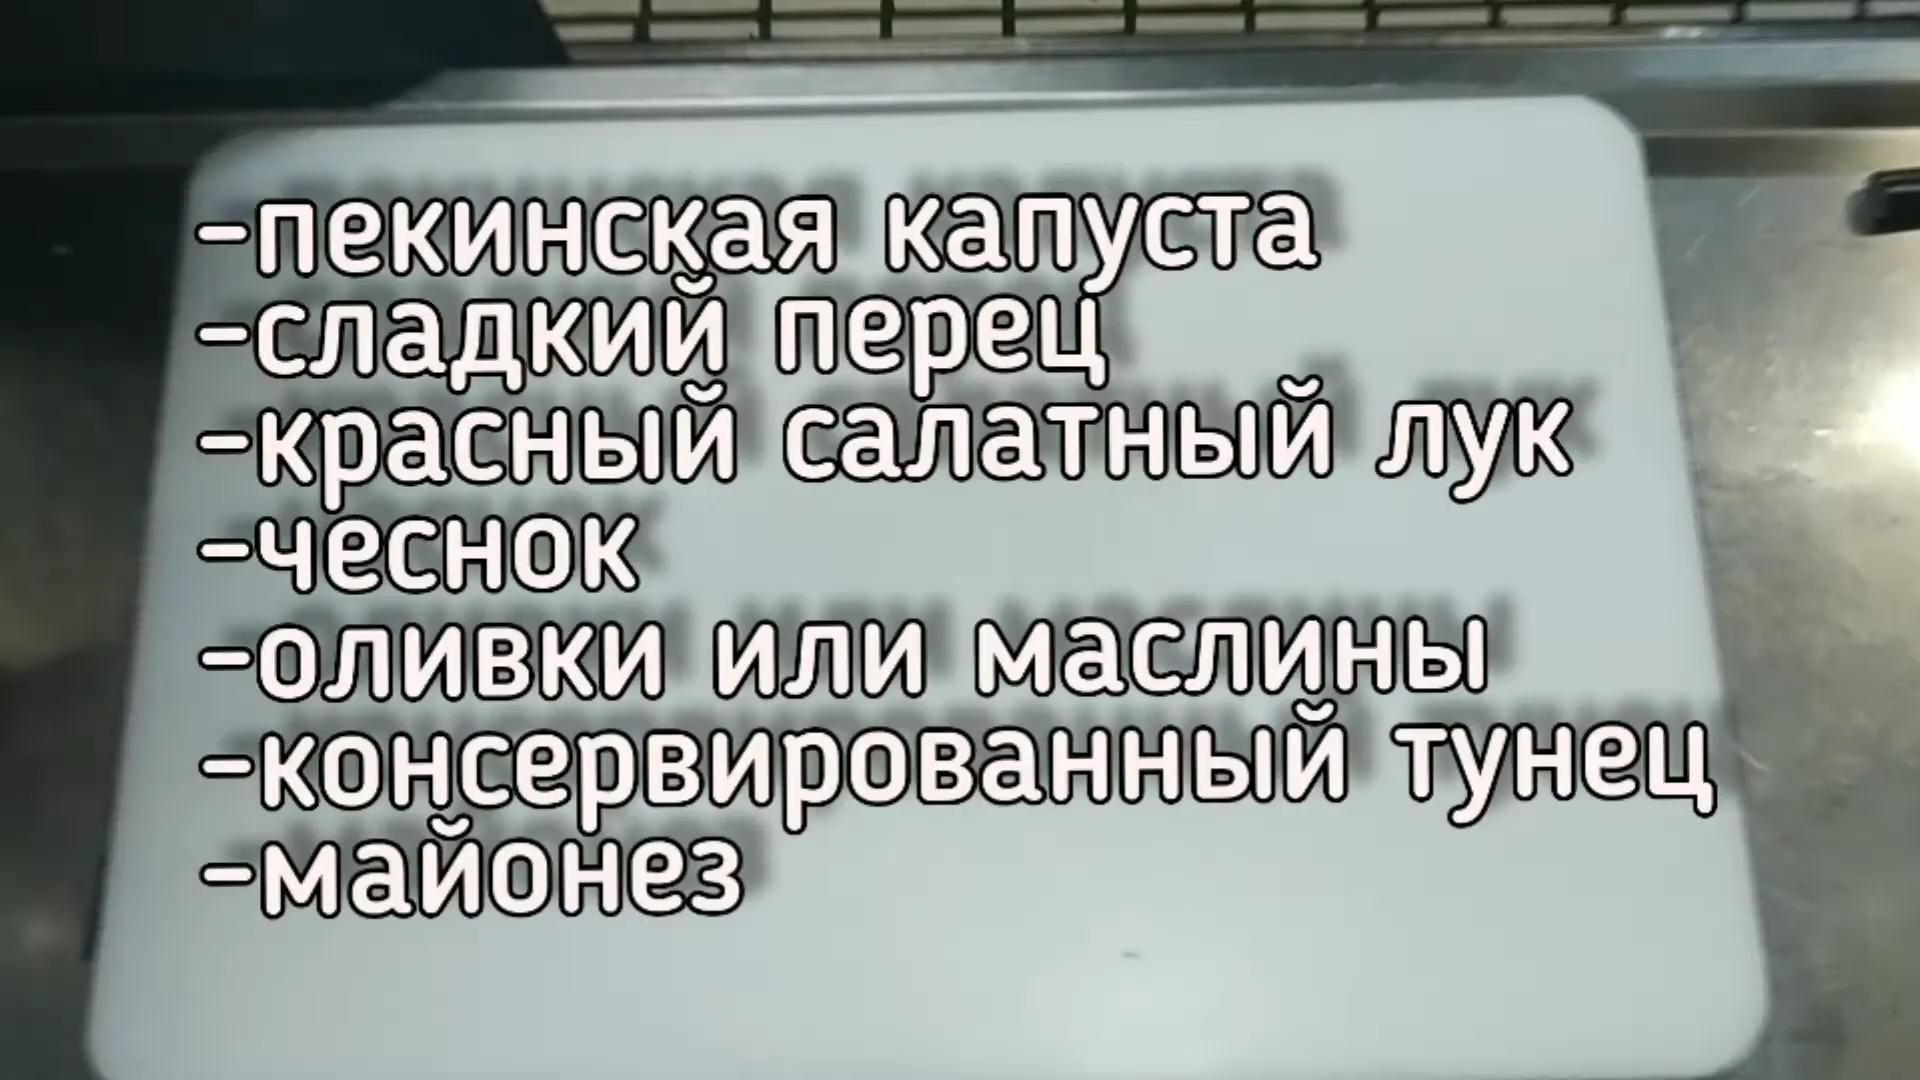 -пекинская капуста
-сладкий перец
-красный салатный лук
-чеснок
-оливки или маслины
-консервированный тунец
-майонез